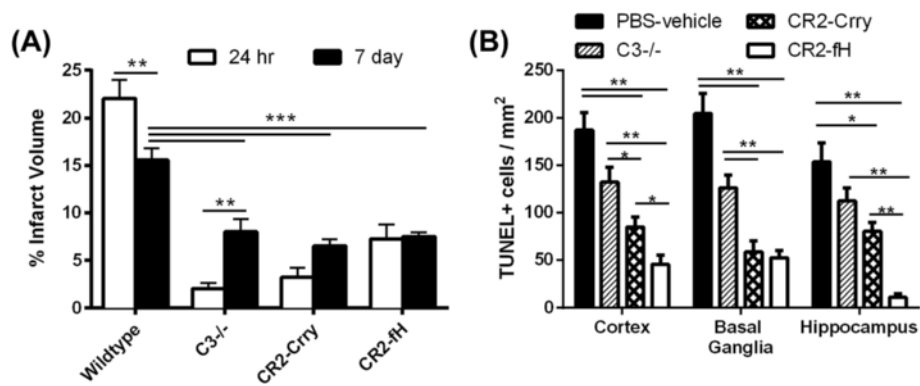 (A)
24 hr
7 day
% Infarct Volume
25
20
15
10
5
0
**
***
**
Wildtype
C3-/-
CR2-Crry
CR2-fH
(B)
PBS-vehicle
CR2-Crry
C3-/-
CR2-fH
TUNEL+ cells / mm²
250
200
150
100
50
0
**
**
*
*
**
**
**
*
**
**
Cortex
Basal
Ganglia
Hippocampus